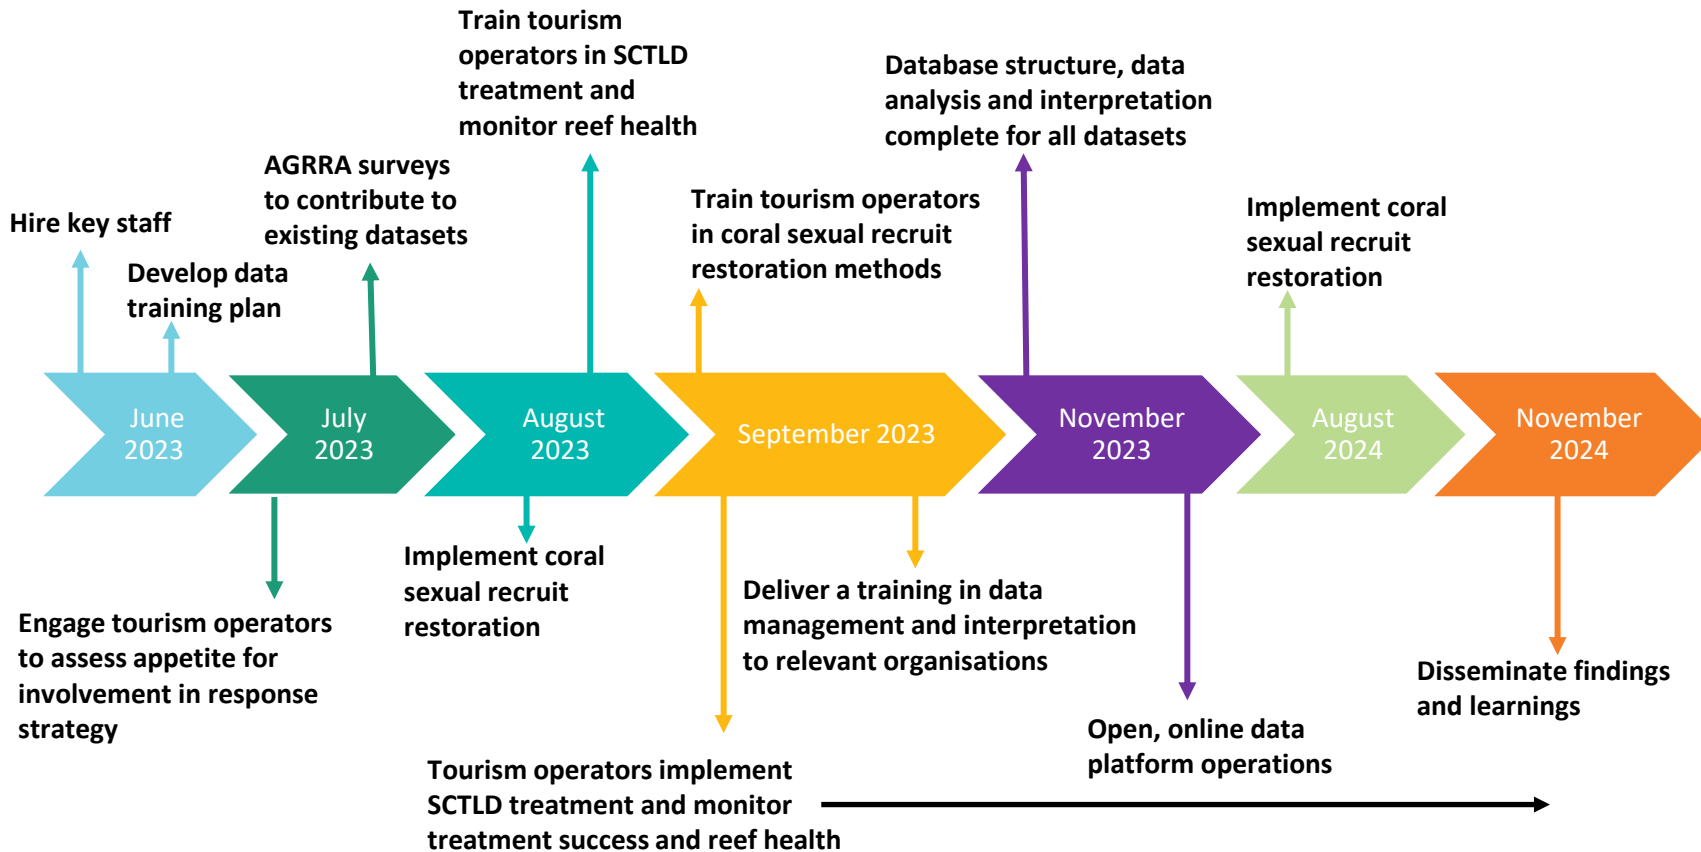 Train tourism
operators in SCTLD
treatment and
monitor reef health
Database structure, data
analysis and interpretation
complete for all datasets
AGRRA surveys
to contribute to
existing datasets
Train tourism operators
in coral sexual recruit
restoration methods
Implement coral
sexual recruit
restoration
Hire key staff
Develop data
training plan
June
2023
July
2023
August
2023
September 2023
November
2023
August
2024
November
2024
Implement coral
sexual recruit
restoration
Deliver a training in data
management and interpretation
to relevant organisations
Engage tourism operators
to assess appetite for
involvement in response
strategy
Disseminate findings
and learnings
Open, online data
platform operations
Tourism operators implement
SCTLD treatment and monitor
treatment success and reef health